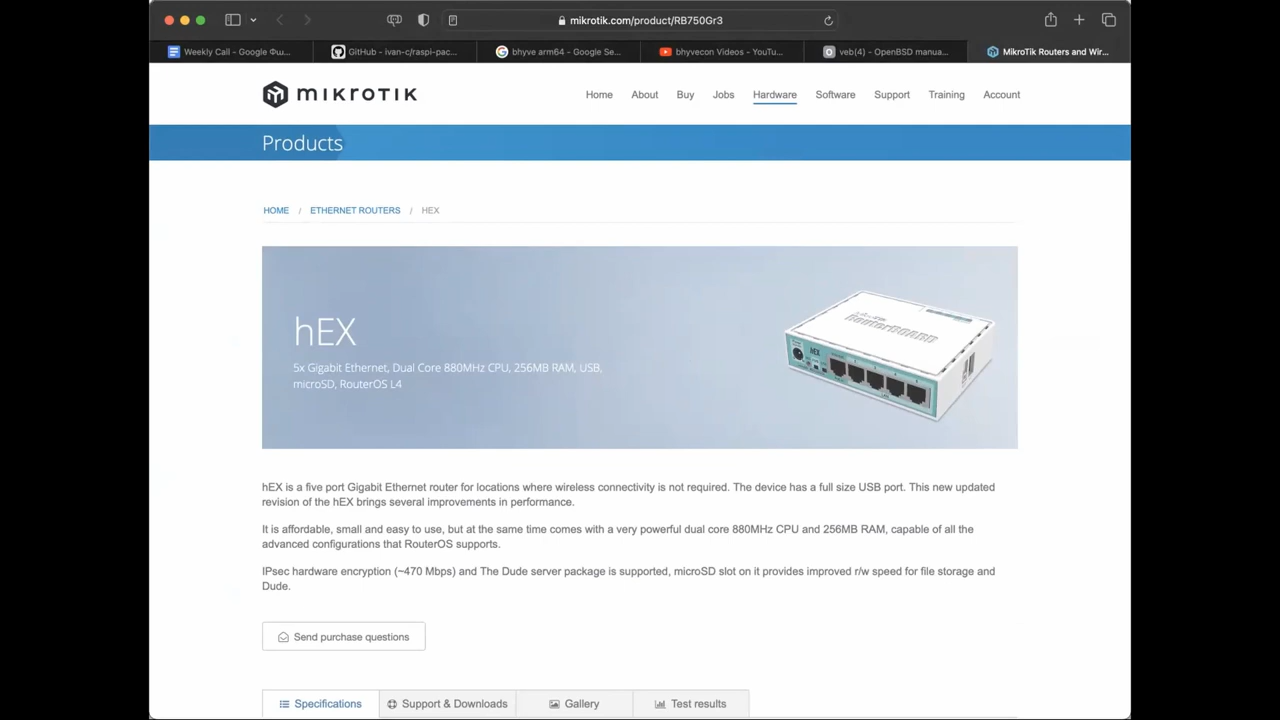 mikrotik.com/product/RB750Gr3
Weekly Call - Google Фш...
GitHub - ivan-c/raspi-pac...
bhyve arm64 - Google Se...
bhyvecon Videos - YouTu...
veb(4) - OpenBSD manua...
MikroTik Routers and Wir...
MIKROTIK
Home About Buy Jobs Hardware Software Support Training Account
Products
HOME / ETHERNET ROUTERS / HEX
hEX
5x Gigabit Ethernet, Dual Core 880MHz CPU, 256MB RAM, USB,
microSD, RouterOS L4
RouterBOARD
hEX
hEX is a five port Gigabit Ethernet router for locations where wireless connectivity is not required. The device has a full size USB port. This new updated
revision of the hEX brings several improvements in performance.
It is affordable, small and easy to use, but at the same time comes with a very powerful dual core 880MHz CPU and 256MB RAM, capable of all the
advanced configurations that RouterOS supports.
IPsec hardware encryption (~470 Mbps) and The Dude server package is supported, microSD slot on it provides improved r/w speed for file storage and
Dude.
Send purchase questions
Specifications Support & Downloads Gallery Test results